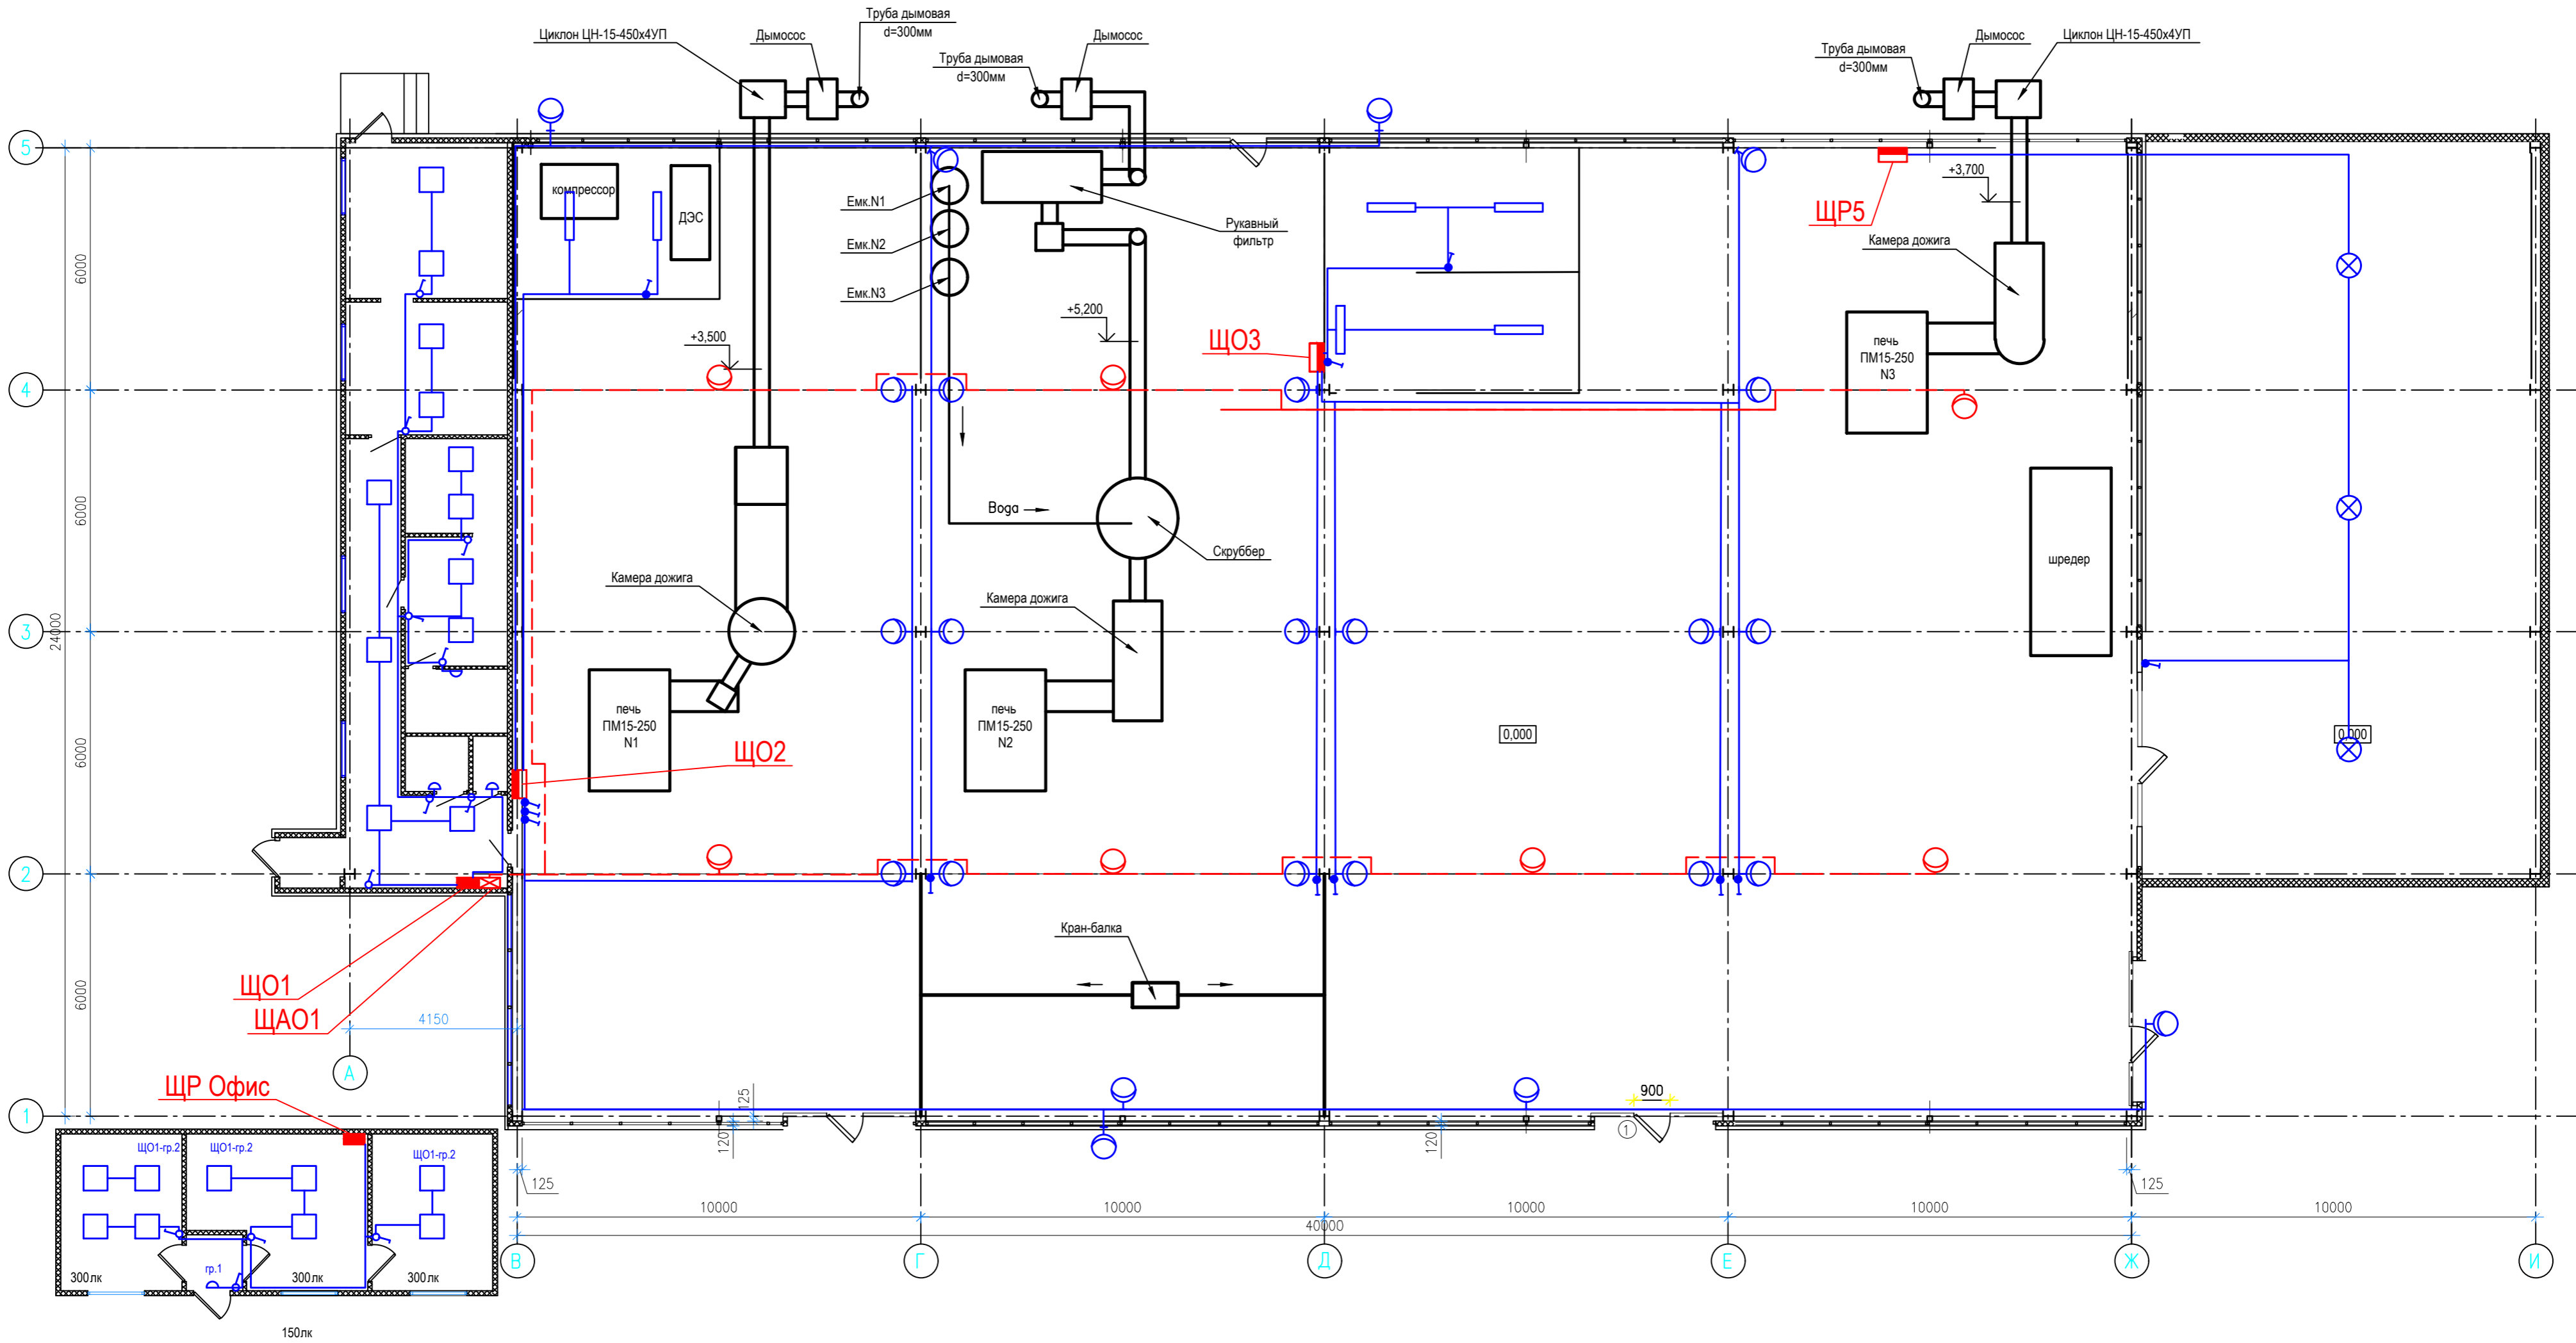 Труба дымовая
d=300мм
Циклон ЦН-15-450х4УП
Дымосос
Дымосос
Труба дымовая
d=300мм
Труба дымовая
d=300мм
Дымосос
Циклон ЦН-15-450х4УП
5
компрессор
ДЭС
Емк.N1
Емк.N2
Емк.N3
Рукавный
фильтр
+3,700
ЩР5
Камера дожига
6000
+3,500
+5,200
ЩО3
печь
ПМ15-250
N3
4
6000
Вода
Скруббер
шредер
Камера дожига
Камера дожига
3
24000
печь
ПМ15-250
N1
печь
ПМ15-250
N2
0,000
0,000
6000
ЩО2
2
Кран-балка
6000
ЩО1
ЩАО1
4150
А
ЩР Офис
125
900
1
120
120
1
ЩО1-гр.2
ЩО1-гр.2
ЩО1-гр.2
125
125
10000
10000
10000
10000
10000
40000
В
Г
Д
Е
Ж
И
гр.1
300лк
300лк
300лк
150лк